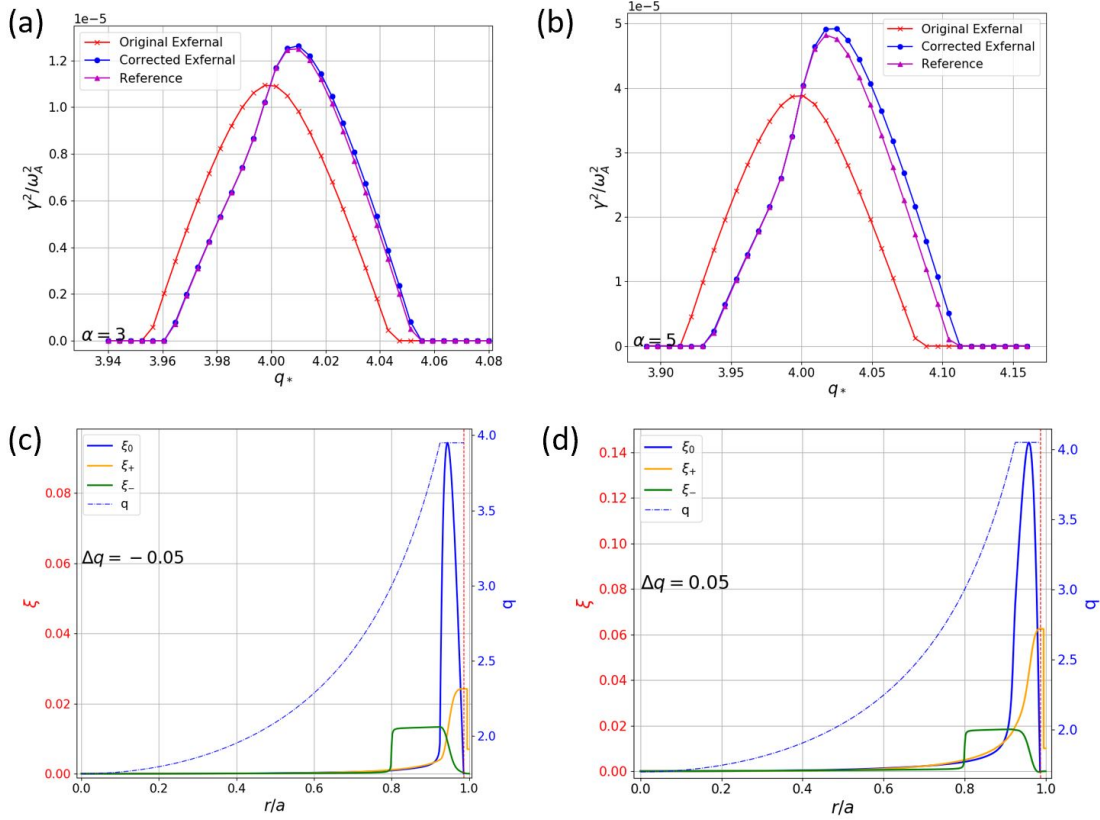 (a)
1e−5
Original Exfernal
Corrected Exfernal
Reference
γ²/ω_A²
1.2
1.0
0.8
0.6
0.4
0.2
0.0
α = 3
3.94 3.96 3.98 4.00 4.02 4.04 4.06 4.08
q*
(b)
1e−5
Original Exfernal
Corrected Exfernal
Reference
γ²/ω_A²
5
4
3
2
1
0
α = 5
3.90 3.95 4.00 4.05 4.10 4.15
q*
(c)
ξ₀
ξ₊
ξ₋
q
Δq = −0.05
ξ
0.08
0.06
0.04
0.02
0.00
q
4.0
3.5
3.0
2.5
2.0
0.0 0.2 0.4 0.6 0.8 1.0
r/a
(d)
ξ₀
ξ₊
ξ₋
q
Δq = 0.05
ξ
0.14
0.12
0.10
0.08
0.06
0.04
0.02
0.00
q
4.0
3.5
3.0
2.5
2.0
0.0 0.2 0.4 0.6 0.8 1.0
r/a